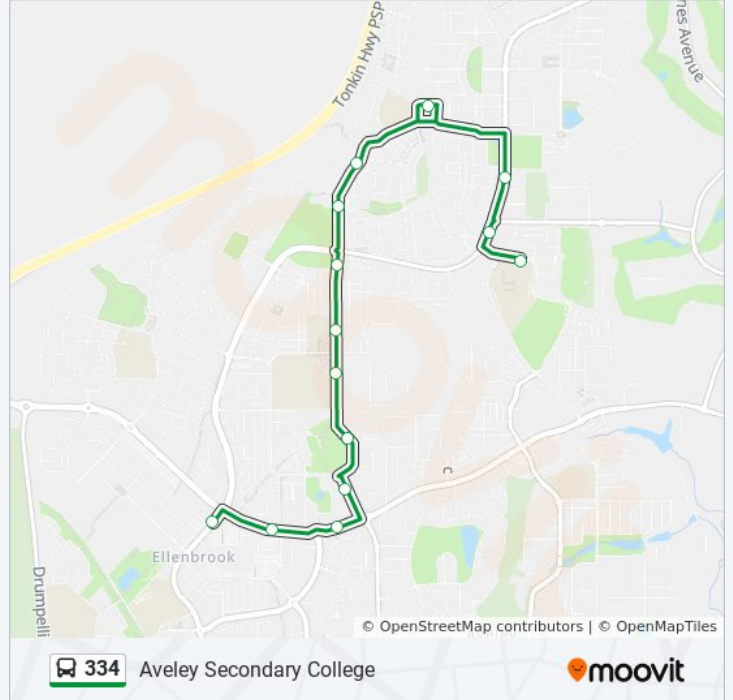 Tonkin Hwy PSP
nes Avenue
Ellenbrook
Drumpelli
© OpenStreetMap contributors | © OpenMapTiles
334 Aveley Secondary College
moovit